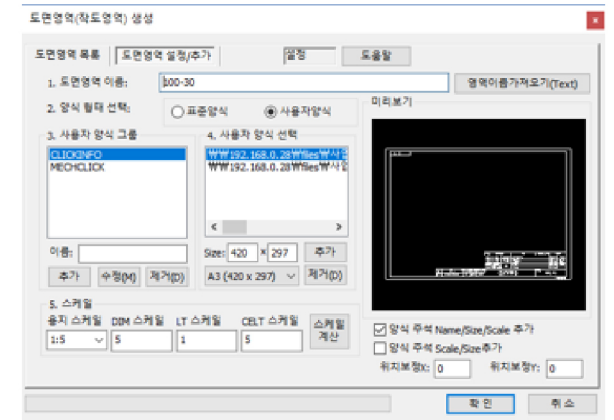 도면영역(작도영역) 생성
도면영역 목록 도면영역 설정/추가 설정 도움말
1. 도면영역 이름: 100-30 영역이름가져오기(Text)
2. 양식 형태 선택: 표준양식 사용자양식
미리보기
3. 사용자 양식 그룹 4. 사용자 양식 선택
CLICKINFO
MECHCLICK
₩₩192.168.0.28₩files₩사업
₩₩192.168.0.28₩files₩사업
이름: Size: 420 × 297 추가
추가 수정(M) 제거(D) A3 (420 x 297) 제거(D)
5. 스케일
용지 스케일 DIM 스케일 LT 스케일 CELT 스케일 스케일 계산
1:5 5 1 5
양식 주석 Name/Size/Scale 추가
양식 주석 Scale/Size추가
위치보정X: 0 위치보정Y: 0
확 인 취 소